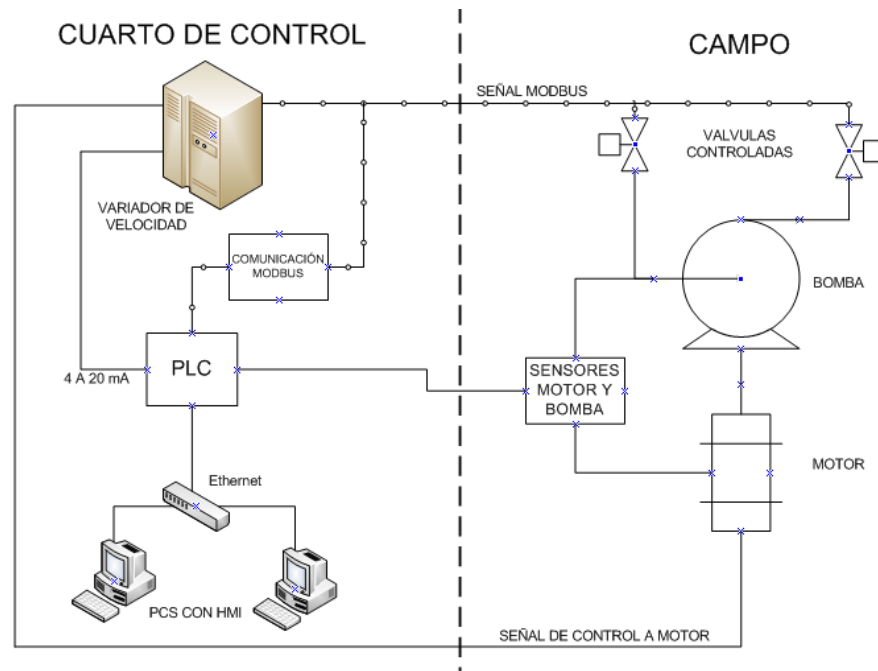 CUARTO DE CONTROL
CAMPO
SEÑAL MODBUS
VALVULAS
CONTROLADAS
VARIADOR DE
VELOCIDAD
COMUNICACIÓN
MODBUS
BOMBA
PLC
4 A 20 mA
SENSORES
MOTOR Y
BOMBA
MOTOR
Ethernet
PCS CON HMI
SEÑAL DE CONTROL A MOTOR